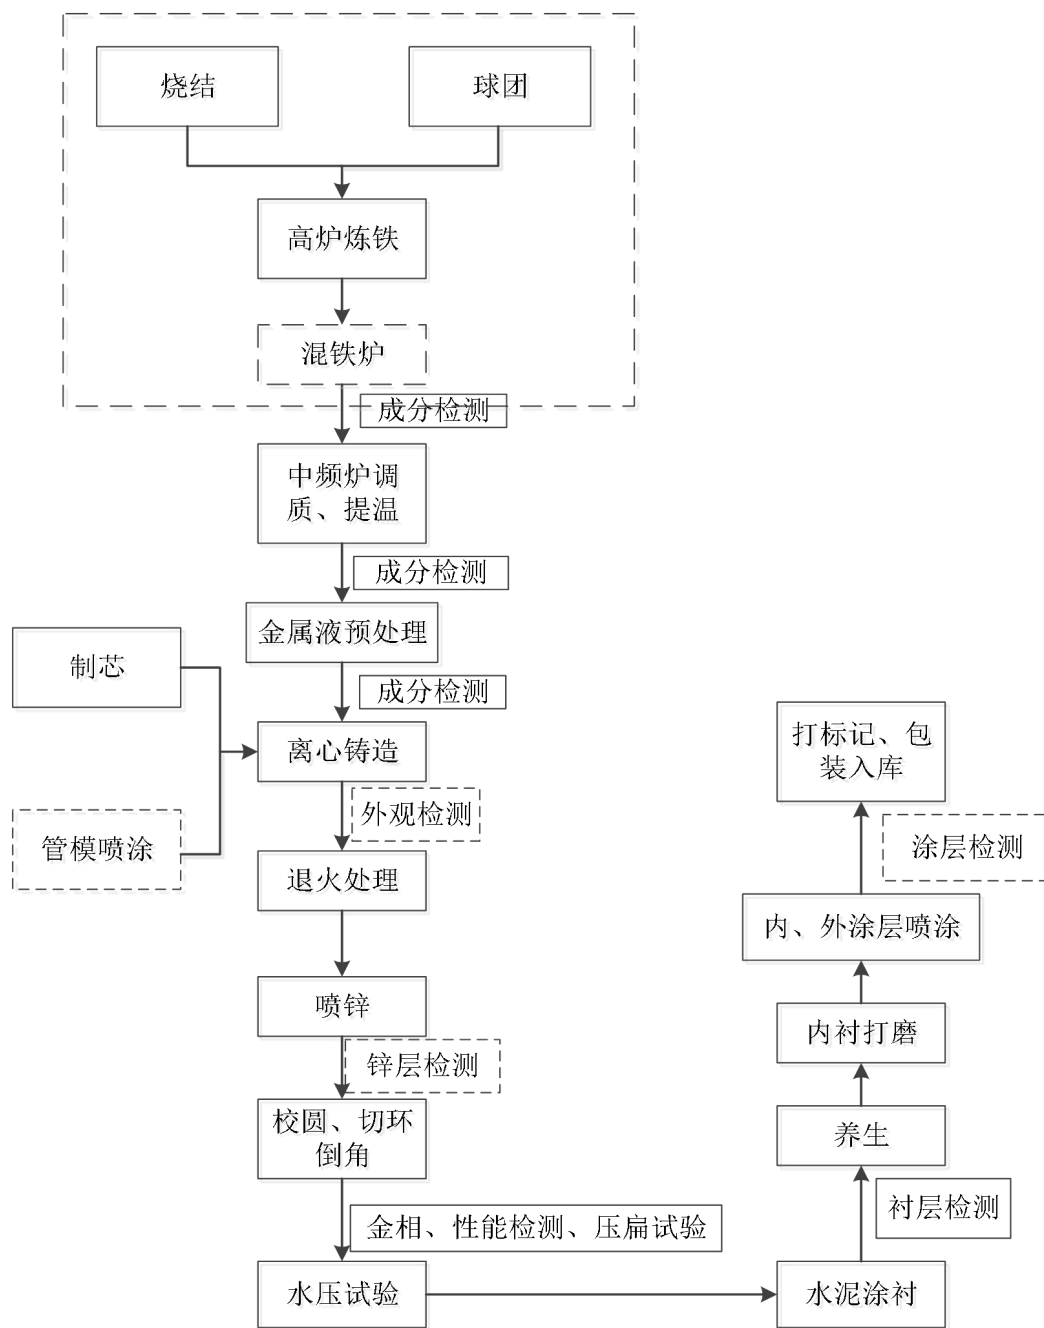 烧结
球团
高炉炼铁
混铁炉
成分检测
中频炉调
质、提温
成分检测
金属液预处理
制芯
成分检测
离心铸造
外观检测
管模喷涂
退火处理
喷锌
锌层检测
校圆、切环
倒角
金相、性能检测、压扁试验
水压试验
水泥涂衬
衬层检测
养生
内衬打磨
内、外涂层喷涂
涂层检测
打标记、包
装入库